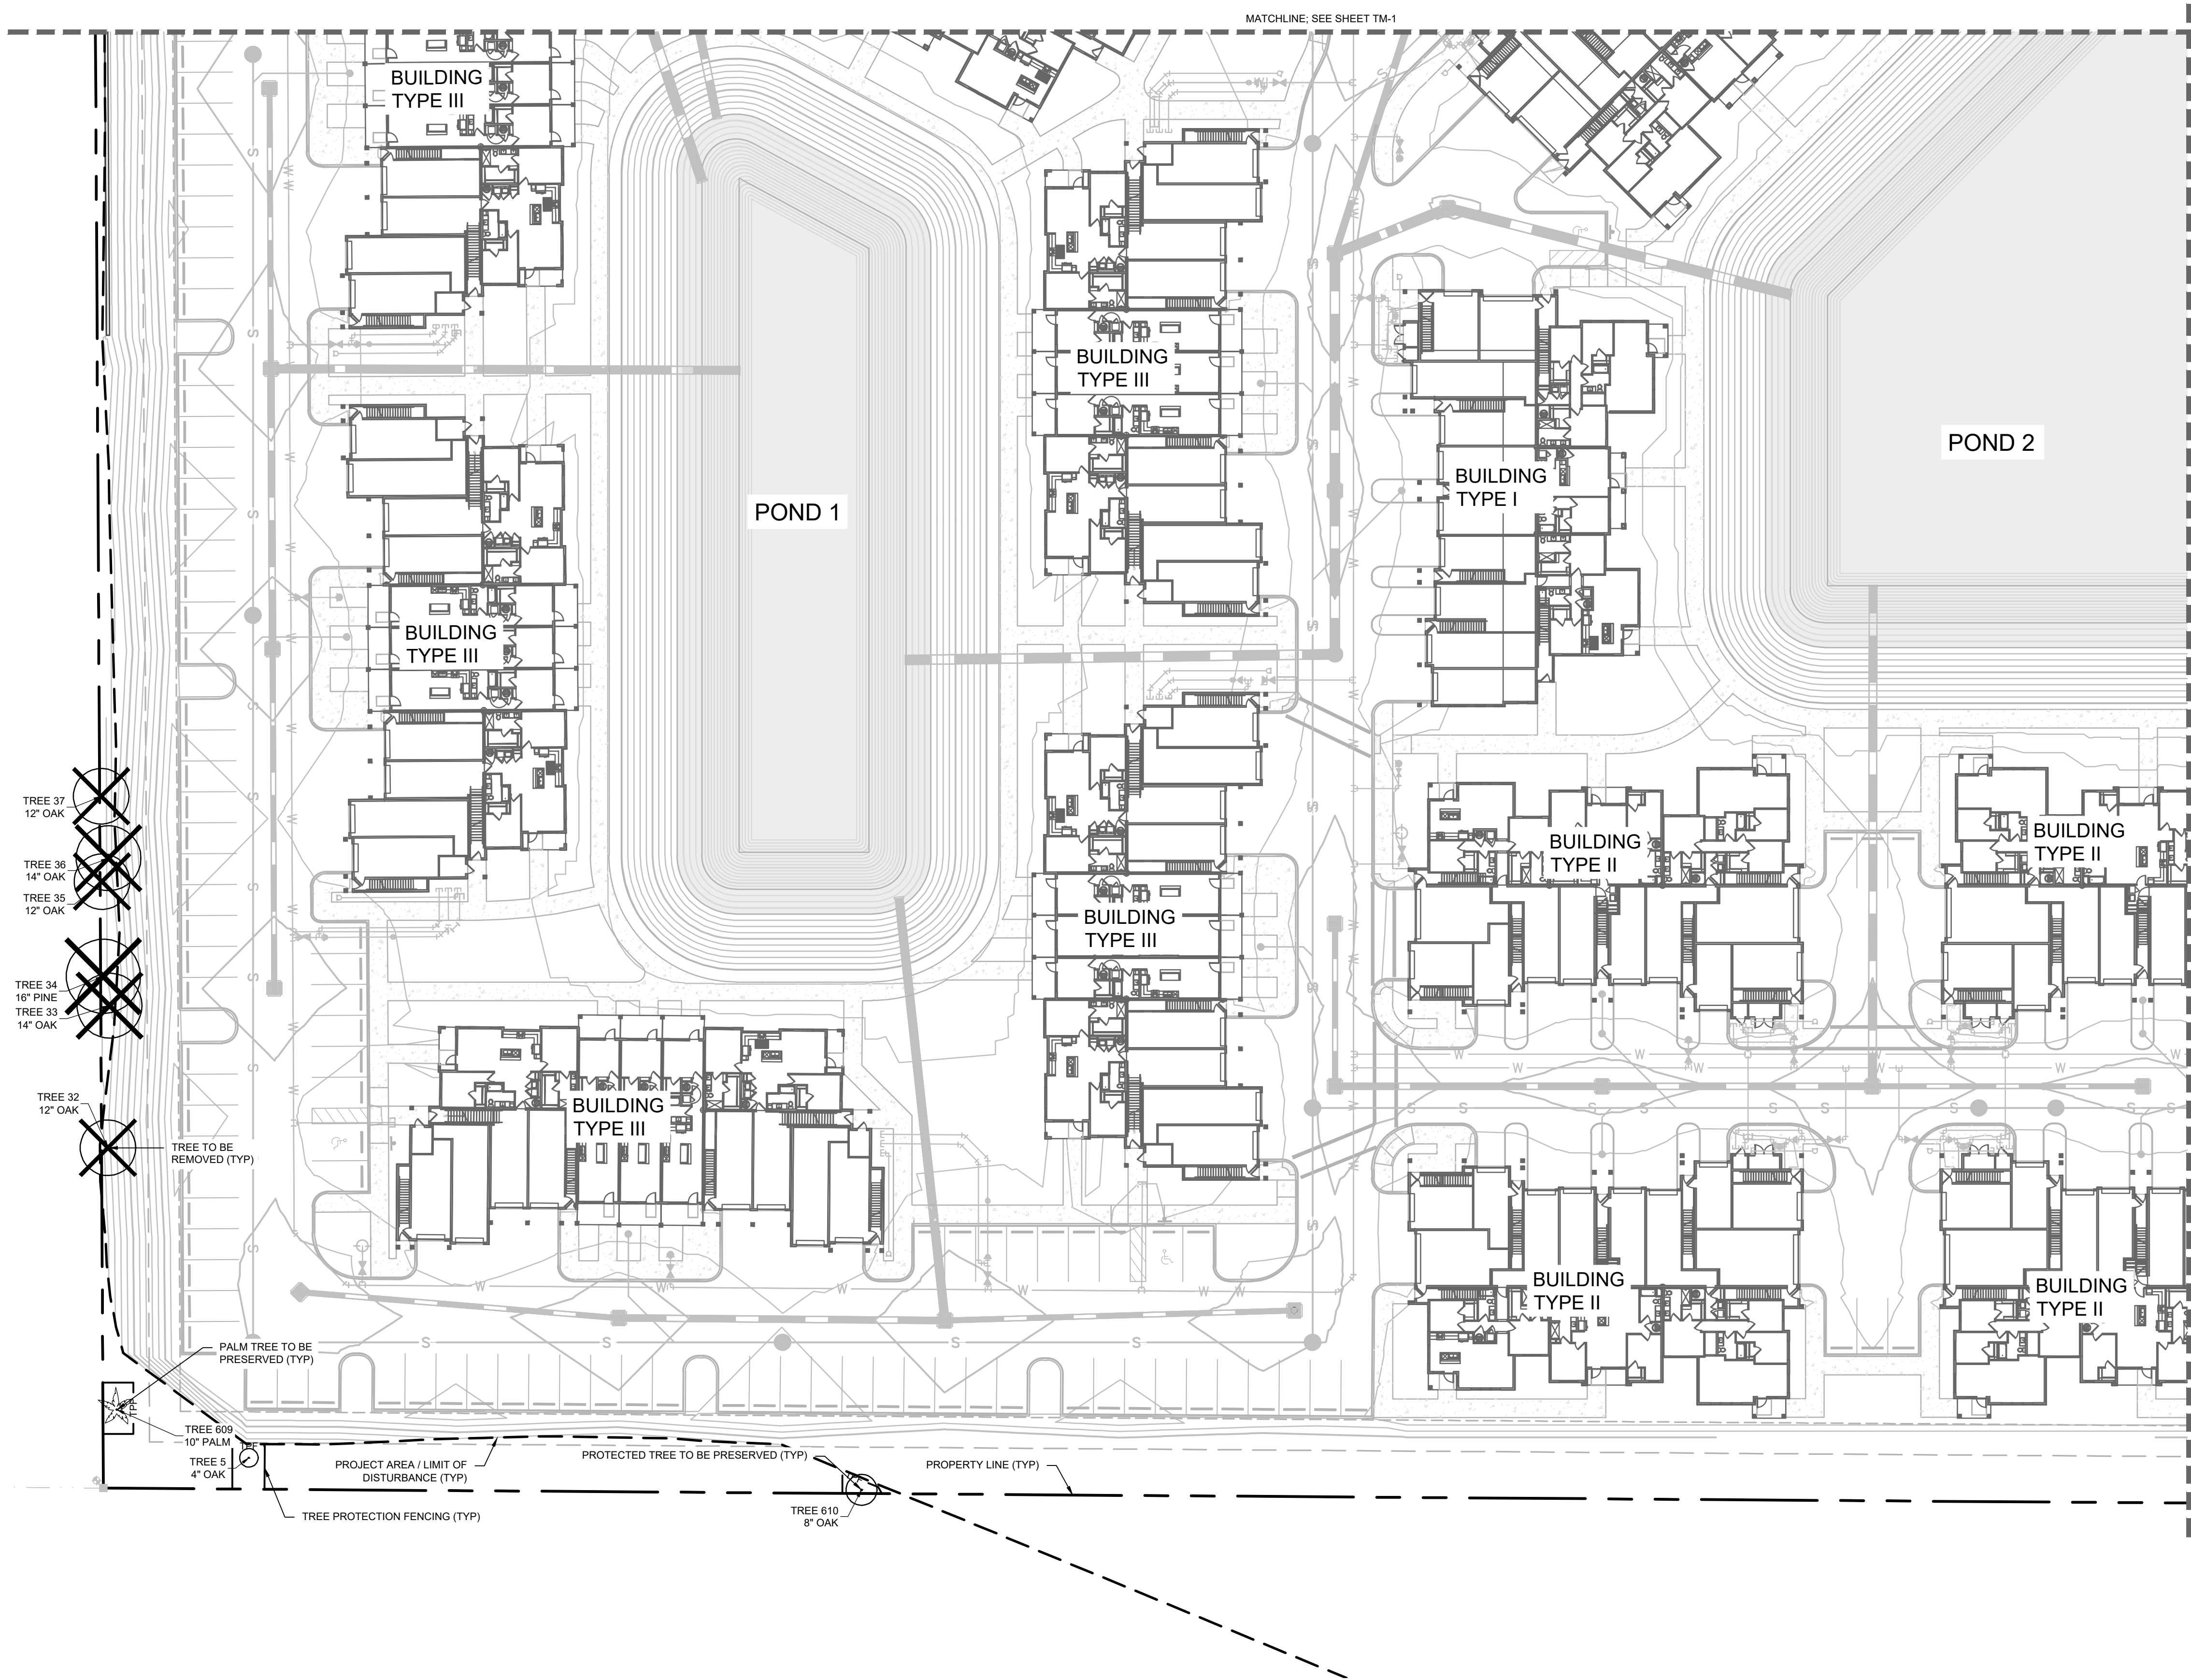 MATCHLINE; SEE SHEET TM-1
BUILDING
TYPE III
BUILDING
TYPE III
BUILDING
TYPE I
POND 1
POND 2
BUILDING
TYPE III
TREE 37
12" OAK
TREE 36
14" OAK
TREE 35
12" OAK
BUILDING
TYPE II
BUILDING
TYPE II
BUILDING
TYPE III
TREE 34
16" PINE
TREE 33
14" OAK
TREE 32
12" OAK
BUILDING
TYPE III
TREE TO BE
REMOVED (TYP)
BUILDING
TYPE II
BUILDING
TYPE II
PALM TREE TO BE
PRESERVED (TYP)
TPF
TREE 609
10" PALM
TPF
TREE 5
4" OAK
PROJECT AREA / LIMIT OF
DISTURBANCE (TYP)
PROTECTED TREE TO BE PRESERVED (TYP)
PROPERTY LINE (TYP)
TREE PROTECTION FENCING (TYP)
TREE 610
8" OAK